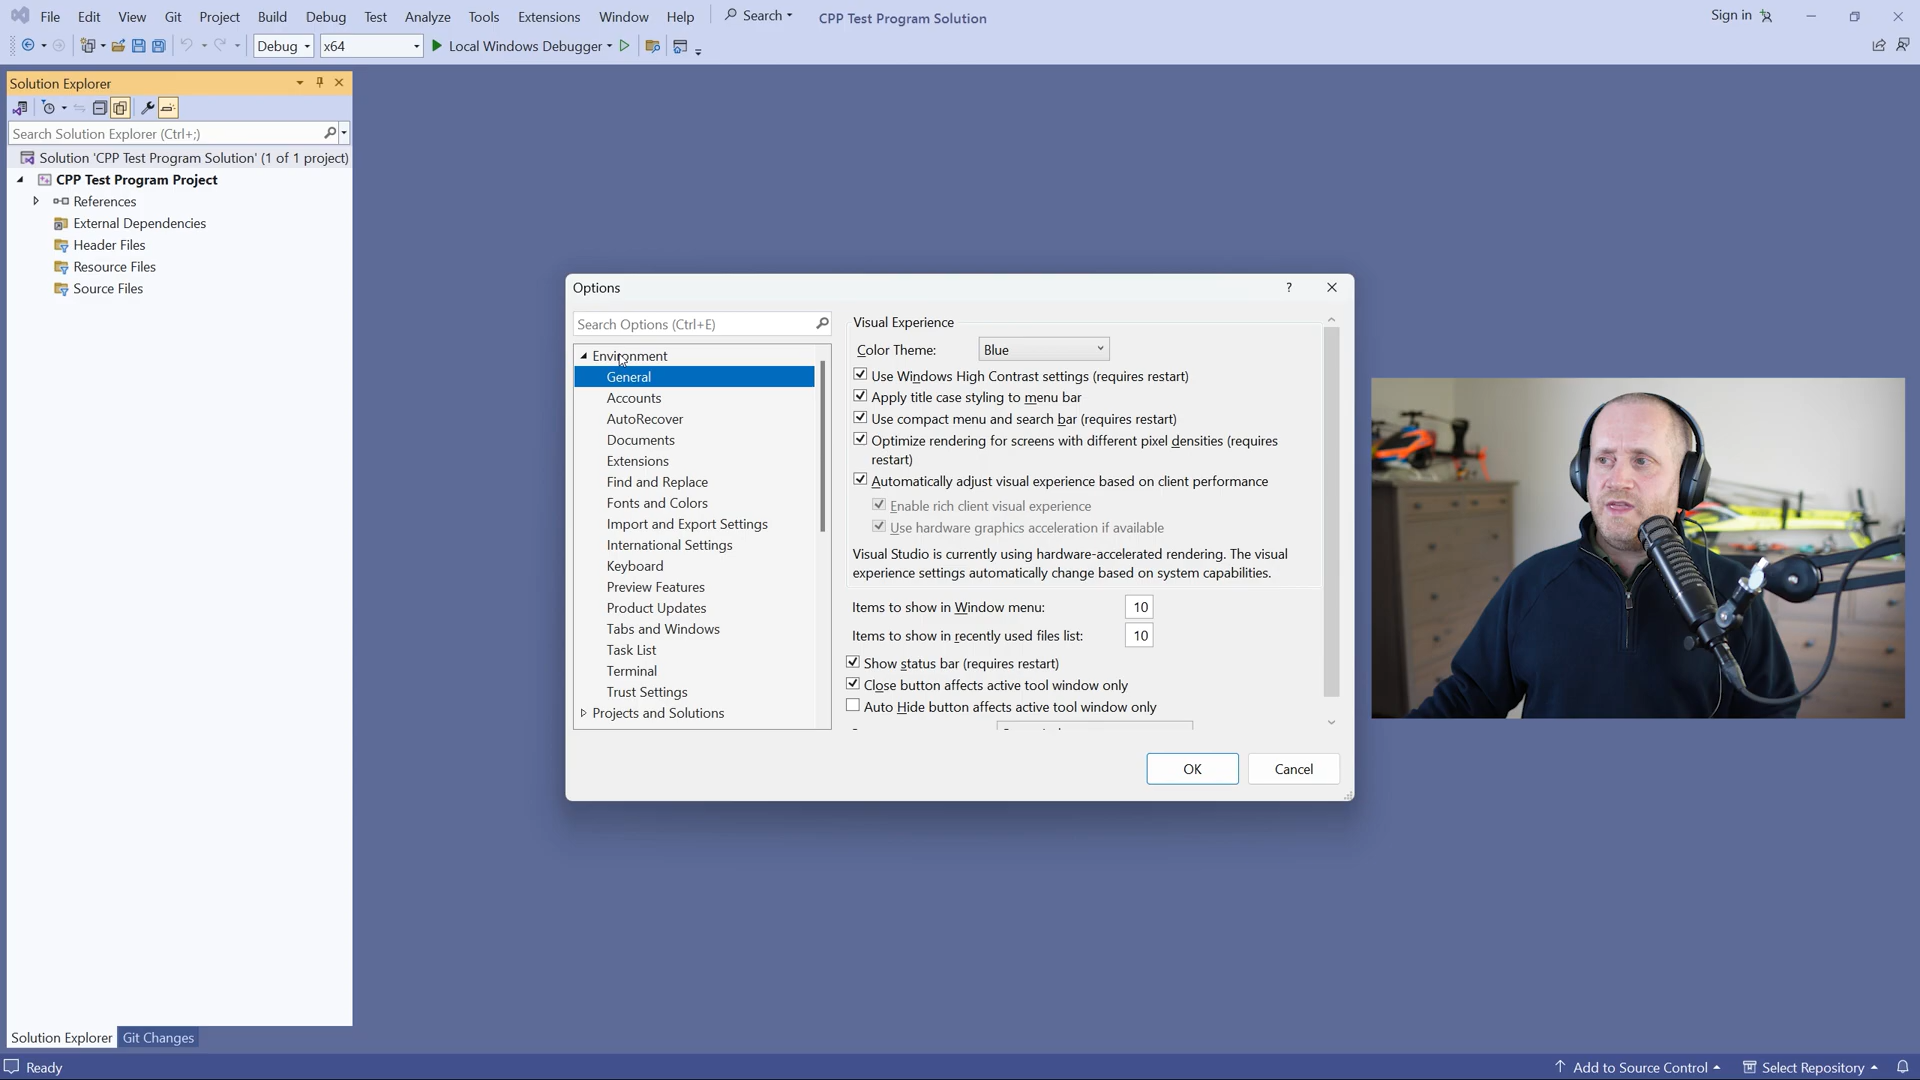 File Edit View Git Project Build Debug Test Analyze Tools Extensions Window Help Search CPP Test Program Solution Sign in
Debug x64 Local Windows Debugger
Solution Explorer
Search Solution Explorer (Ctrl+;)
Solution 'CPP Test Program Solution' (1 of 1 project)
CPP Test Program Project
References
External Dependencies
Header Files
Resource Files
Source Files
Options
Search Options (Ctrl+E)
Environment
General
Accounts
AutoRecover
Documents
Extensions
Find and Replace
Fonts and Colors
Import and Export Settings
International Settings
Keyboard
Preview Features
Product Updates
Tabs and Windows
Task List
Terminal
Trust Settings
Projects and Solutions
Visual Experience
Color Theme: Blue
Use Windows High Contrast settings (requires restart)
Apply title case styling to menu bar
Use compact menu and search bar (requires restart)
Optimize rendering for screens with different pixel densities (requires
restart)
Automatically adjust visual experience based on client performance
Enable rich client visual experience
Use hardware graphics acceleration if available
Visual Studio is currently using hardware-accelerated rendering. The visual
experience settings automatically change based on system capabilities.
Items to show in Window menu: 10
Items to show in recently used files list: 10
Show status bar (requires restart)
Close button affects active tool window only
Auto Hide button affects active tool window only
OK Cancel
Solution Explorer Git Changes
Ready Add to Source Control Select Repository